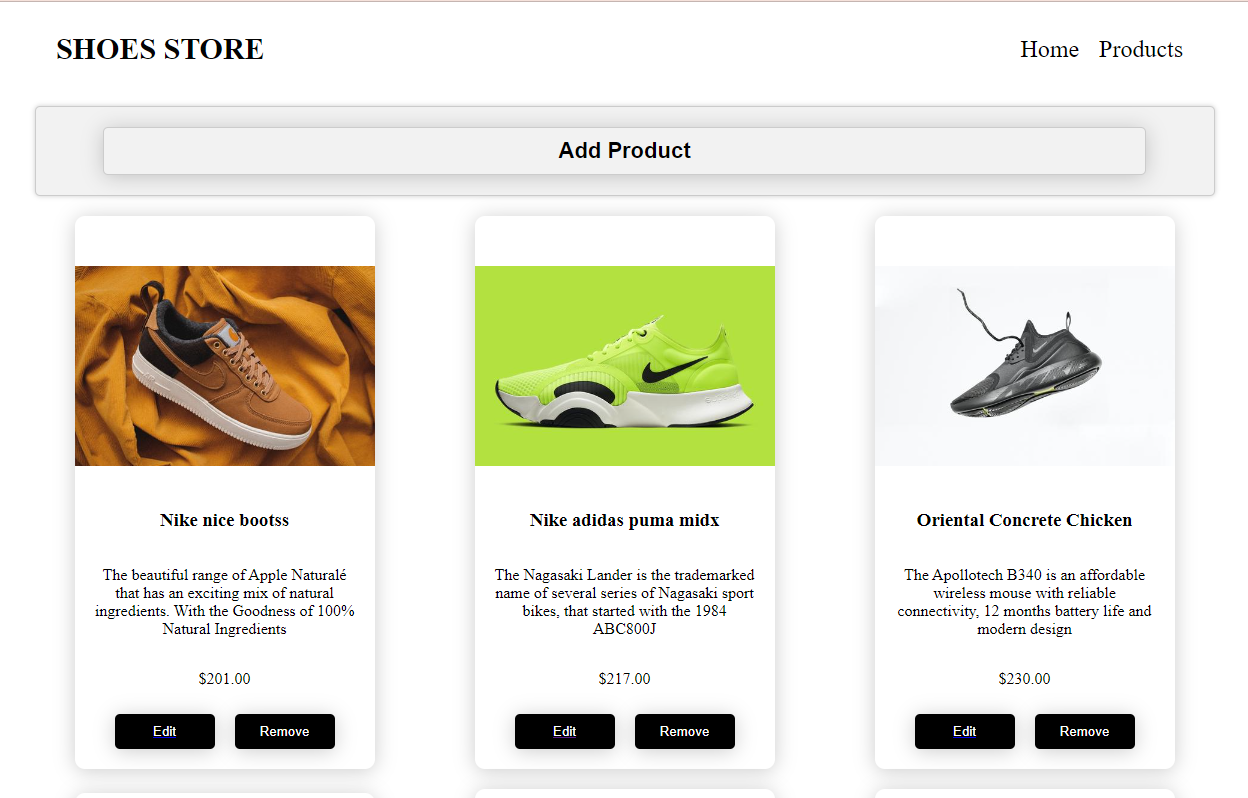 SHOES STORE
Home Products
Add Product
Nike nice bootss
The beautiful range of Apple Naturalé
that has an exciting mix of natural
ingredients. With the Goodness of 100%
Natural Ingredients
$201.00
Edit Remove
Nike adidas puma midx
The Nagasaki Lander is the trademarked
name of several series of Nagasaki sport
bikes, that started with the 1984
ABC800J
$217.00
Edit Remove
Oriental Concrete Chicken
The Apollotech B340 is an affordable
wireless mouse with reliable
connectivity, 12 months battery life and
modern design
$230.00
Edit Remove